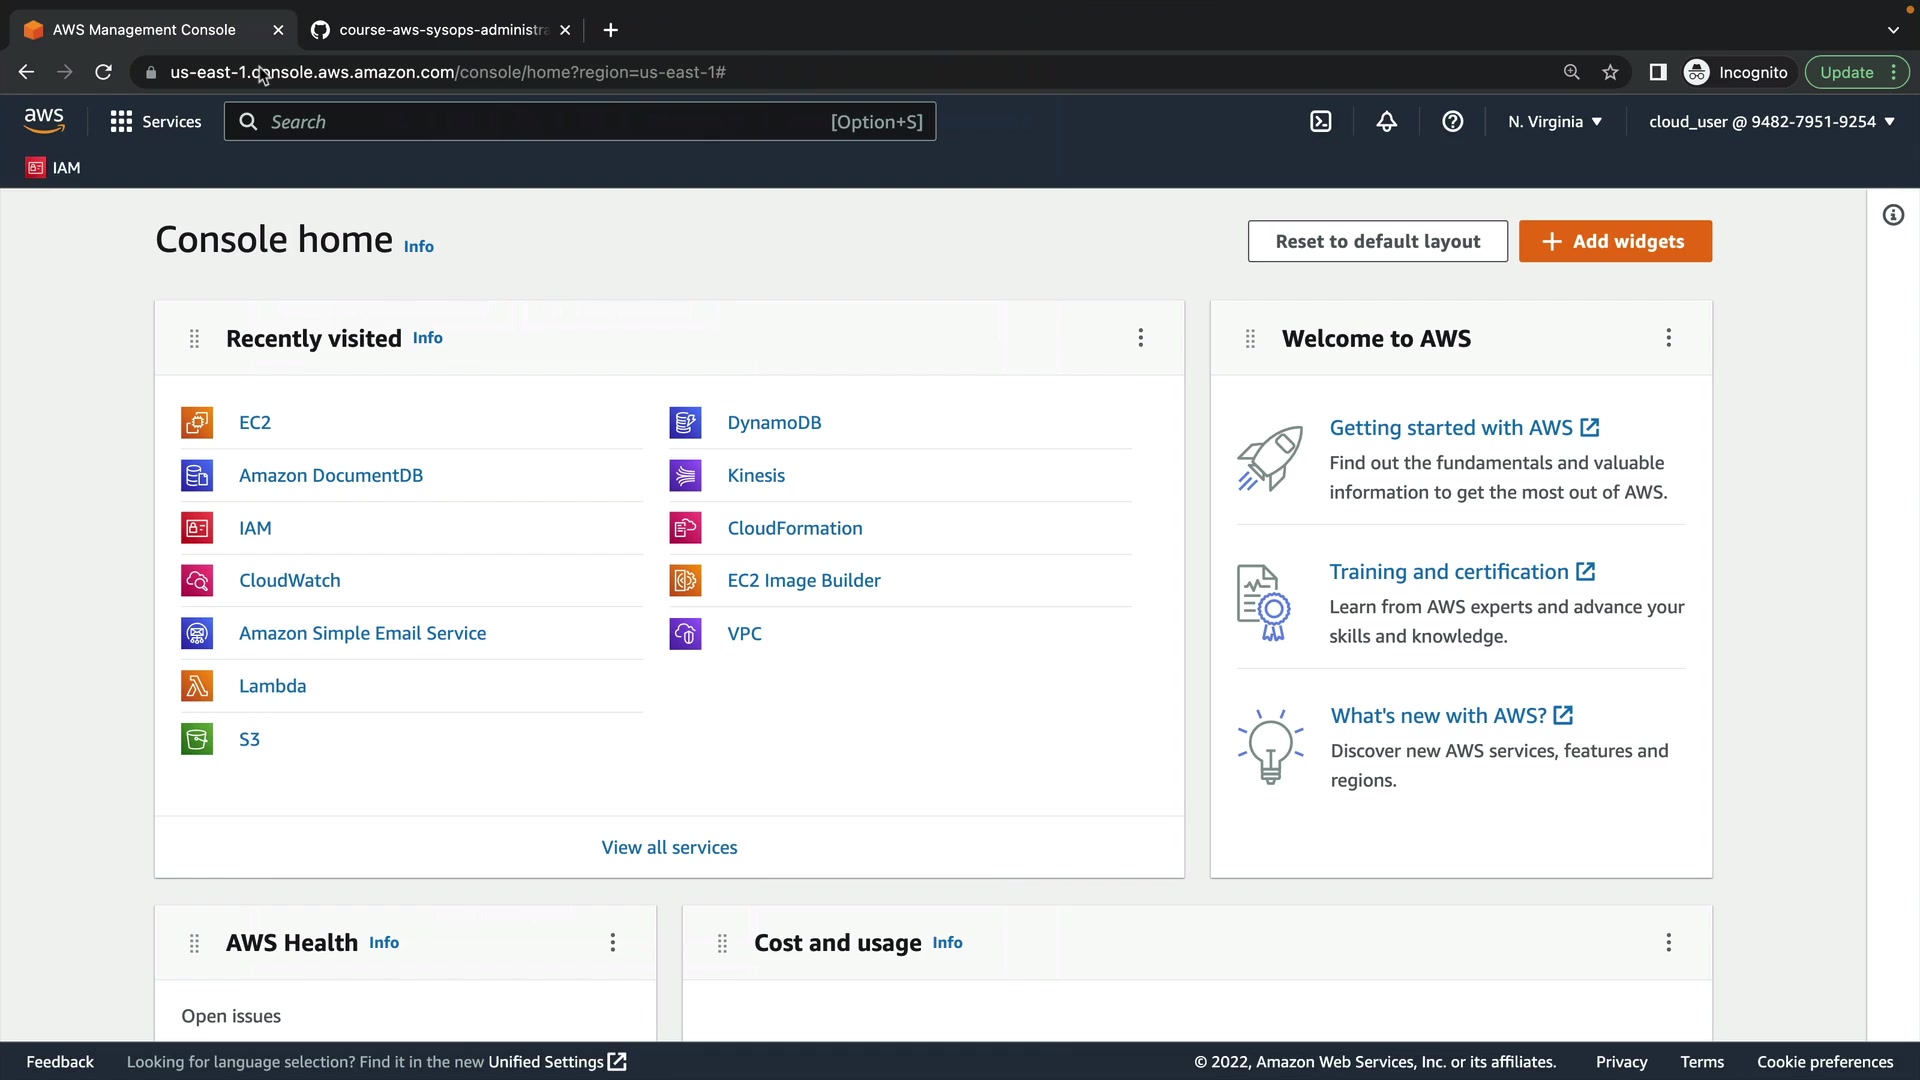 AWS Management Console
course-aws-sysops-administra
us-east-1.console.aws.amazon.com/console/home?region=us-east-1#
Incognito
Update
aws
Services
Search
[Option+S]
N. Virginia
cloud_user @ 9482-7951-9254
IAM
Console home Info
Reset to default layout
Add widgets
Recently visited Info
EC2
Amazon DocumentDB
IAM
CloudWatch
Amazon Simple Email Service
Lambda
S3
DynamoDB
Kinesis
CloudFormation
EC2 Image Builder
VPC
View all services
Welcome to AWS
Getting started with AWS
Find out the fundamentals and valuable
information to get the most out of AWS.
Training and certification
Learn from AWS experts and advance your
skills and knowledge.
What's new with AWS?
Discover new AWS services, features and
regions.
AWS Health Info
Open issues
Cost and usage Info
Feedback
Looking for language selection? Find it in the new Unified Settings
© 2022, Amazon Web Services, Inc. or its affiliates.
Privacy
Terms
Cookie preferences